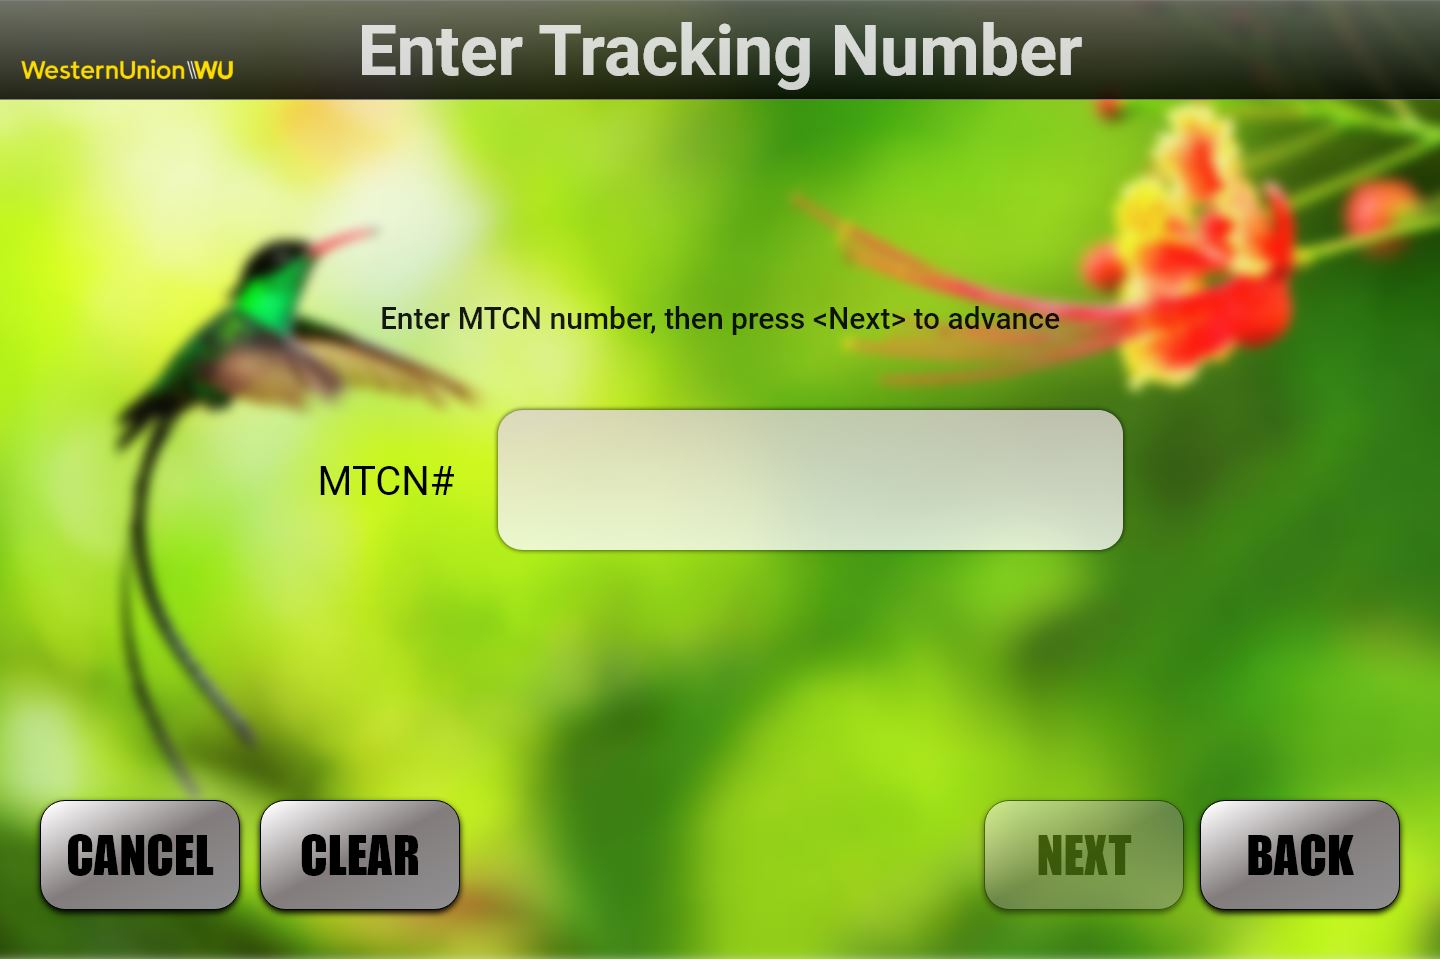 Enter Tracking Number
WesternUnion\\WU
Enter MTCN number, then press <Next> to advance
MTCN#
CANCEL
CLEAR
NEXT
BACK